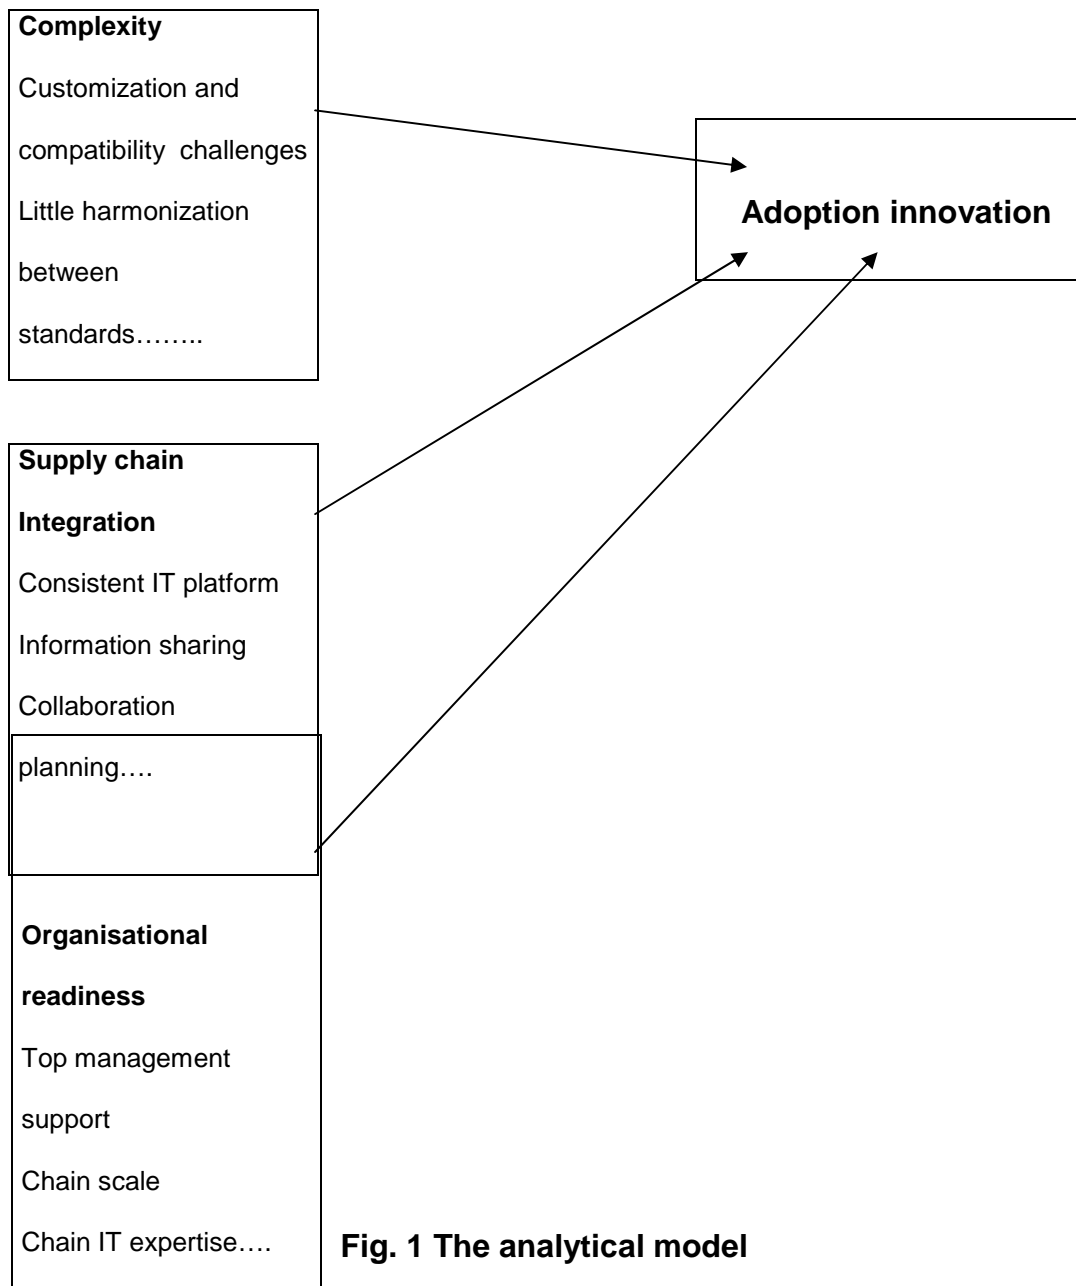 Complexity
Customization and
compatibility  challenges
Little harmonization
between
standards……..
Adoption innovation
Supply chain
Integration
Consistent IT platform
Information sharing
Collaboration
planning….
Organisational
readiness
Top management
support
Chain scale
Chain IT expertise….
Fig. 1 The analytical model